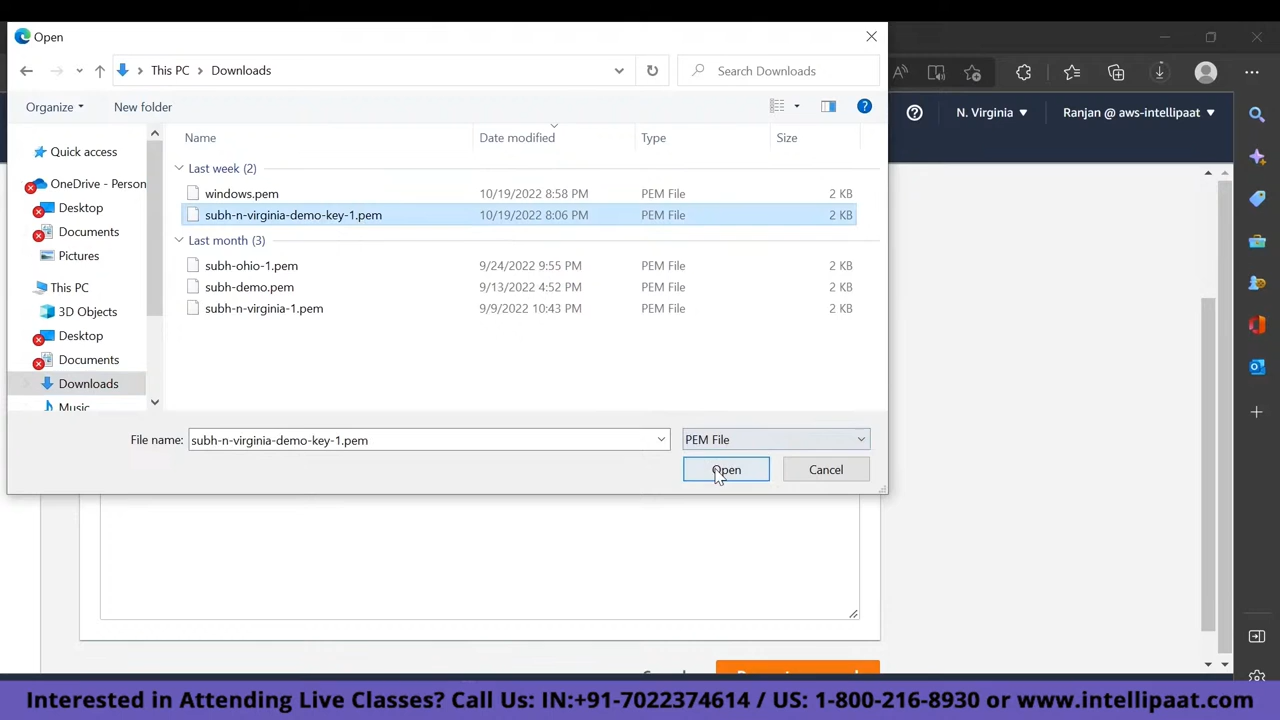 Open
This PC
Downloads
Search Downloads
Organize
New folder
N. Virginia
Ranjan @ aws-intellipaat
Name
Date modified
Type
Size
Quick access
OneDrive - Person
Desktop
Documents
Pictures
This PC
3D Objects
Desktop
Documents
Downloads
Music
Last week (2)
windows.pem 10/19/2022 8:58 PM PEM File 2 KB
subh-n-virginia-demo-key-1.pem 10/19/2022 8:06 PM PEM File 2 KB
Last month (3)
subh-ohio-1.pem 9/24/2022 9:55 PM PEM File 2 KB
subh-demo.pem 9/13/2022 4:52 PM PEM File 2 KB
subh-n-virginia-1.pem 9/9/2022 10:43 PM PEM File 2 KB
File name: subh-n-virginia-demo-key-1.pem
PEM File
Open
Cancel
Interested in Attending Live Classes? Call Us: IN:+91-7022374614 / US: 1-800-216-8930 or www.intellipaat.com